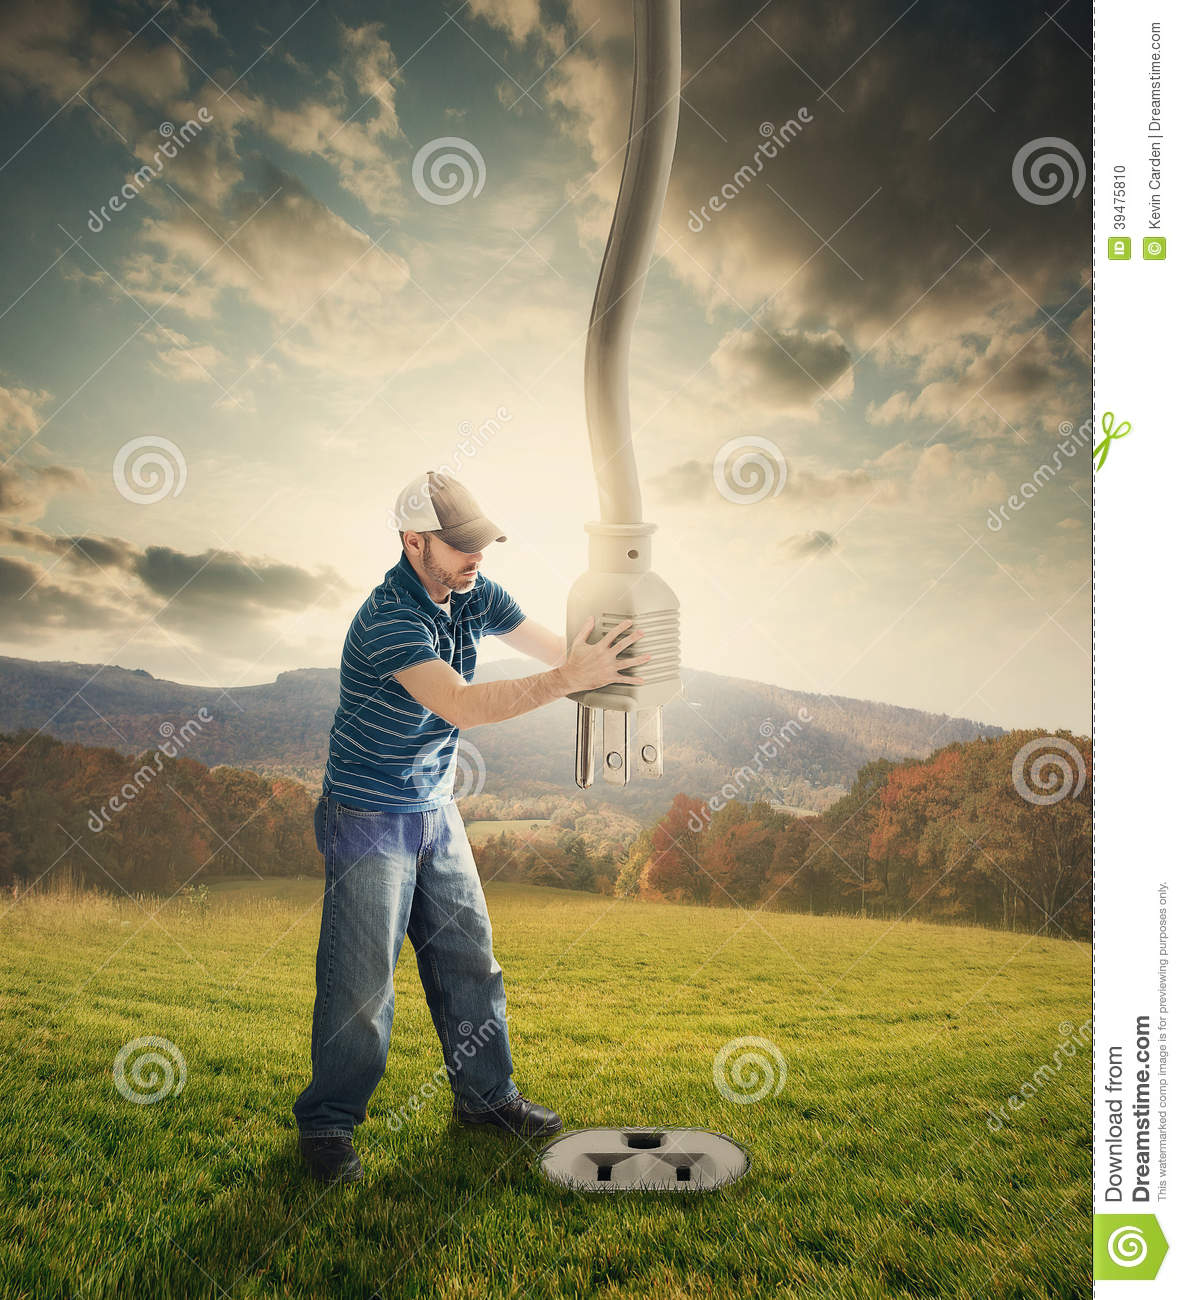 dreamstime
dreamstime
dreamstime
dreamstime
dreamstime
dreamstime
dreamstime
dreamstime
ID 39475810
© Kevin Carden | Dreamstime.com
Download from
Dreamstime.com
This watermarked comp image is for previewing purposes only.